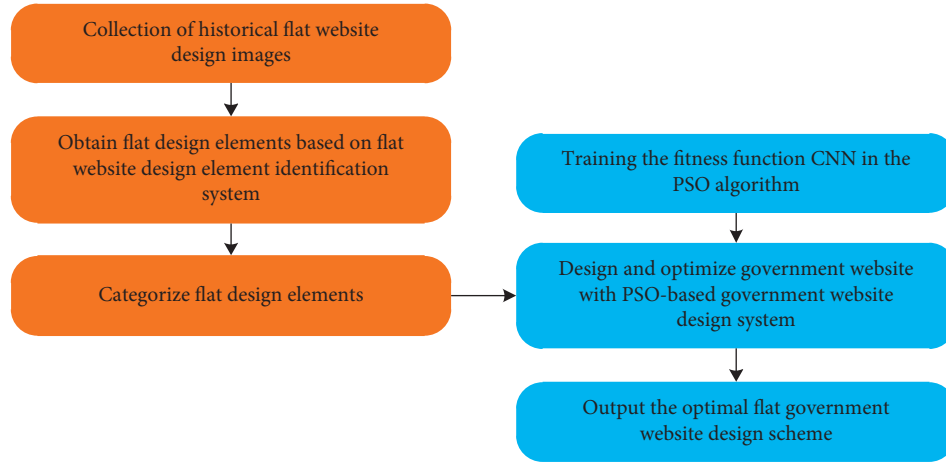 Collection of historical flat website
design images
Obtain flat design elements based on flat
website design element identification
system
Categorize flat design elements
Training the fitness function CNN in the
PSO algorithm
Design and optimize government website
with PSO-based government website
design system
Output the optimal flat government
website design scheme